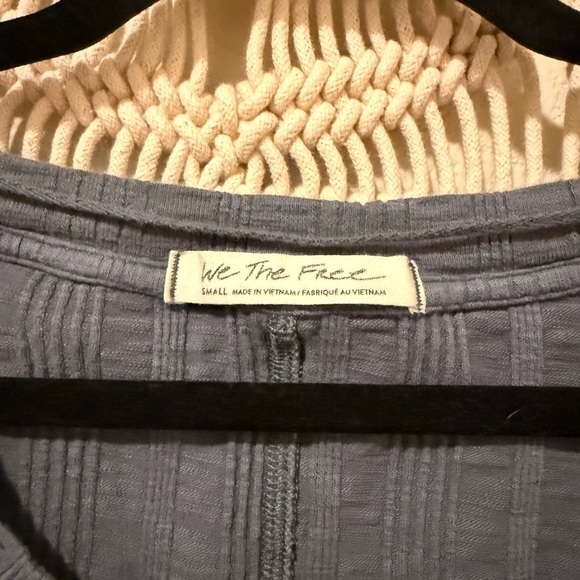 We The Free
SMALL MADE IN VIETNAM / FABRIQUÉ AU VIETNAM